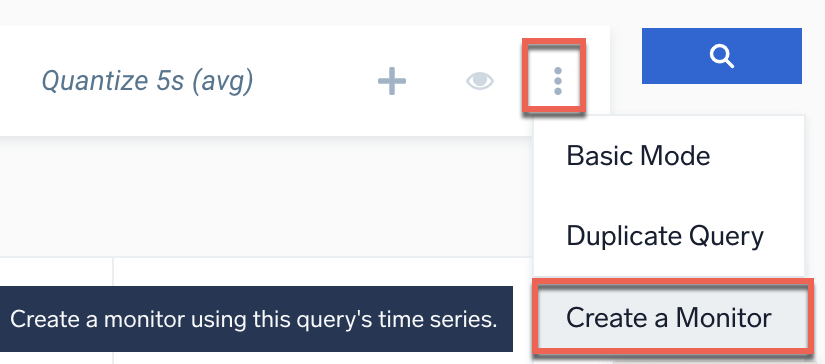 Quantize 5s (avg)
Basic Mode
Duplicate Query
Create a monitor using this query's time series.
Create a Monitor